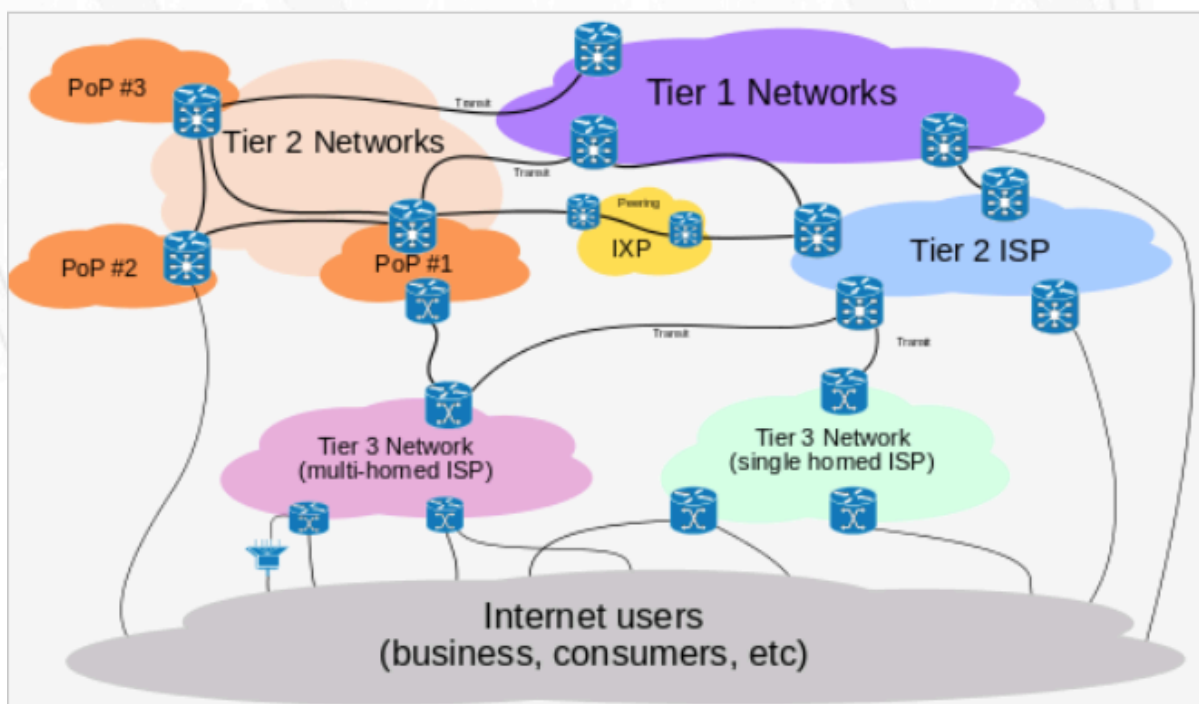 PoP #3
Tier 1 Networks
Transit
Tier 2 Networks
Transit
Peering
IXP
Tier 2 ISP
PoP #2
PoP #1
Transit
Transit
Tier 3 Network
(multi-homed ISP)
Tier 3 Network
(single homed ISP)
Internet users
(business, consumers, etc)